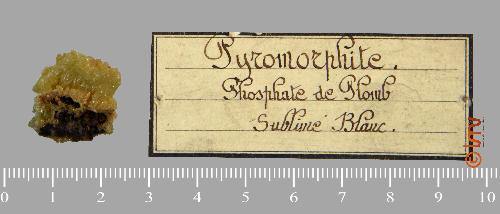 Pyromorphite.
Phosphate de Plomb
Sublimé Blanc.
0 1 2 3 4 5 6 7 8 9 10